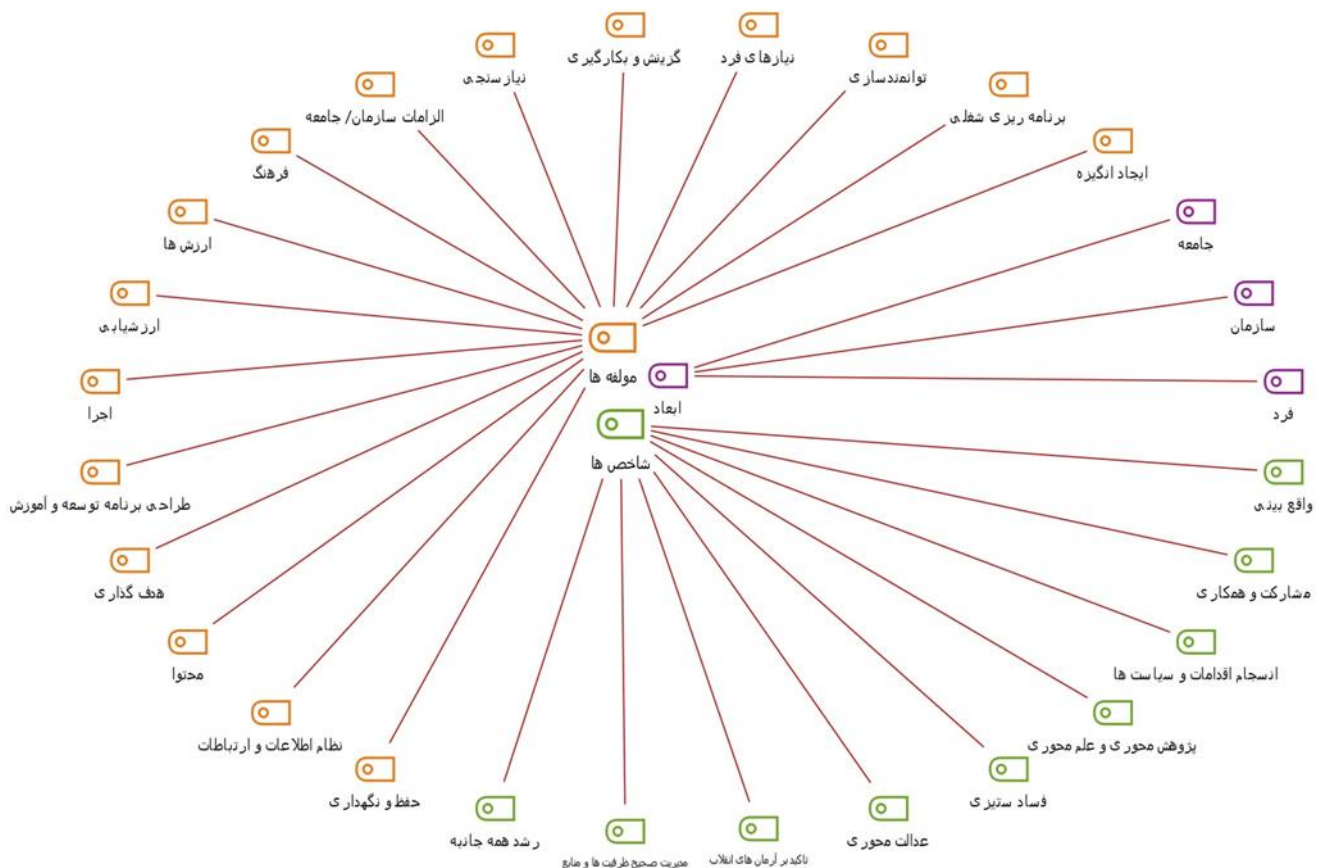 گزینش و بکارگیری
نیازهای فرد
نیازسنجی
توانمندسازی
الزامات سازمان/ جامعه
برنامه ریزی شغلی
فرهنگ
ایجاد انگیزه
ارزش ها
جامعه
ارزشیابی
سازمان
مولفه ها
ابعاد
اجرا
فرد
شاخص ها
طراحی برنامه توسعه و آموزش
واقع بینی
هدف گذاری
مشارکت و همکاری
محتوا
انسجام اقدامات و سیاست ها
نظام اطلاعات و ارتباطات
پژوهش محوری و علم محوری
حفظ و نگهداری
فساد ستیزی
رشد همه جانبه
مدیریت صحیح ظرفیت ها و منابع
تاکید بر آرمان های انقلاب
عدالت محوری